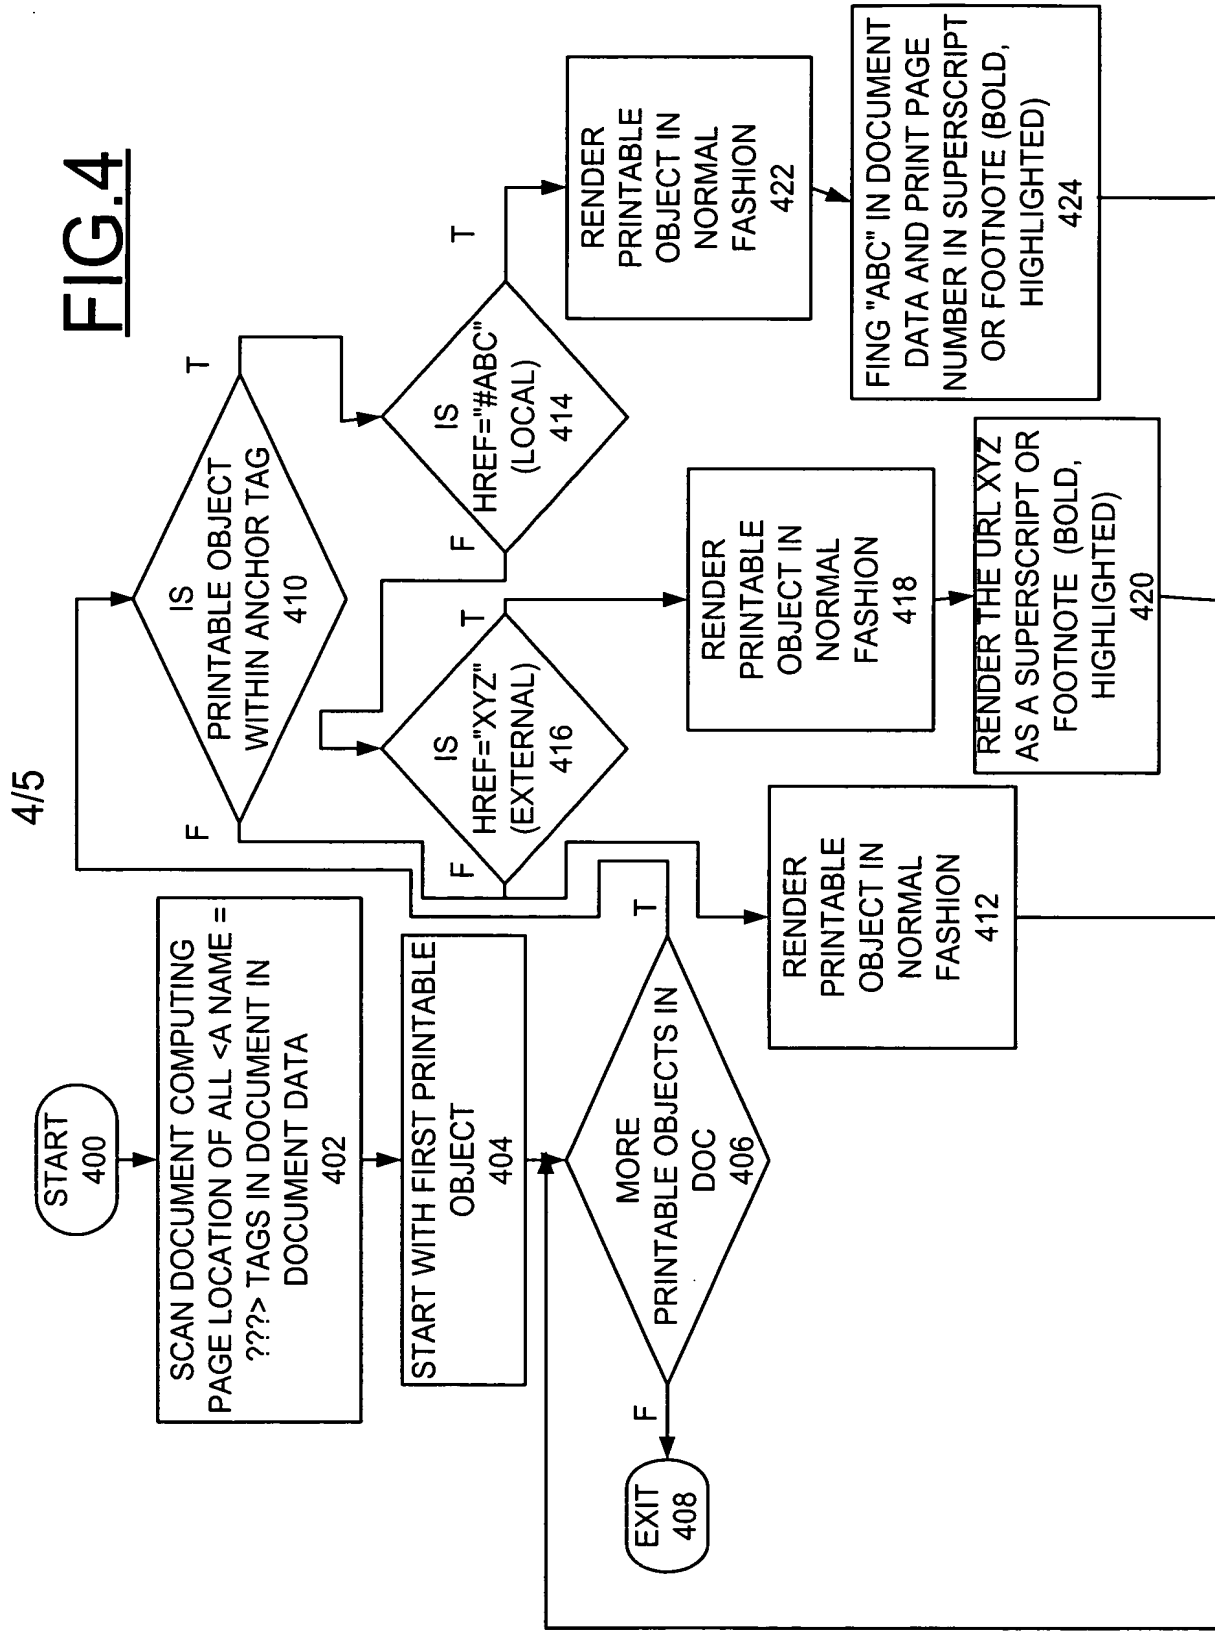 4/5
FIG.4
START
400
SCAN DOCUMENT COMPUTING
PAGE LOCATION OF ALL <A NAME =
???> TAGS IN DOCUMENT IN
DOCUMENT DATA
402
START WITH FIRST PRINTABLE
OBJECT
404
MORE
PRINTABLE OBJECTS IN
DOC
406
F
T
EXIT
408
IS
PRINTABLE OBJECT
WITHIN ANCHOR TAG
410
F
T
IS
HREF="#ABC"
(LOCAL)
414
F
T
IS
HREF="XYZ"
(EXTERNAL)
416
F
T
RENDER
PRINTABLE
OBJECT IN
NORMAL
FASHION
412
RENDER
PRINTABLE
OBJECT IN
NORMAL
FASHION
418
RENDER THE URL XYZ
AS A SUPERSCRIPT OR
FOOTNOTE (BOLD,
HIGHLIGHTED)
420
RENDER
PRINTABLE
OBJECT IN
NORMAL
FASHION
422
FING "ABC" IN DOCUMENT
DATA AND PRINT PAGE
NUMBER IN SUPERSCRIPT
OR FOOTNOTE (BOLD,
HIGHLIGHTED)
424